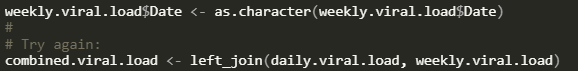 weekly.viral.load$Date <- as.character(weekly.viral.load$Date)
#
# Try again:
combined.viral.load <- left_join(daily.viral.load, weekly.viral.load)